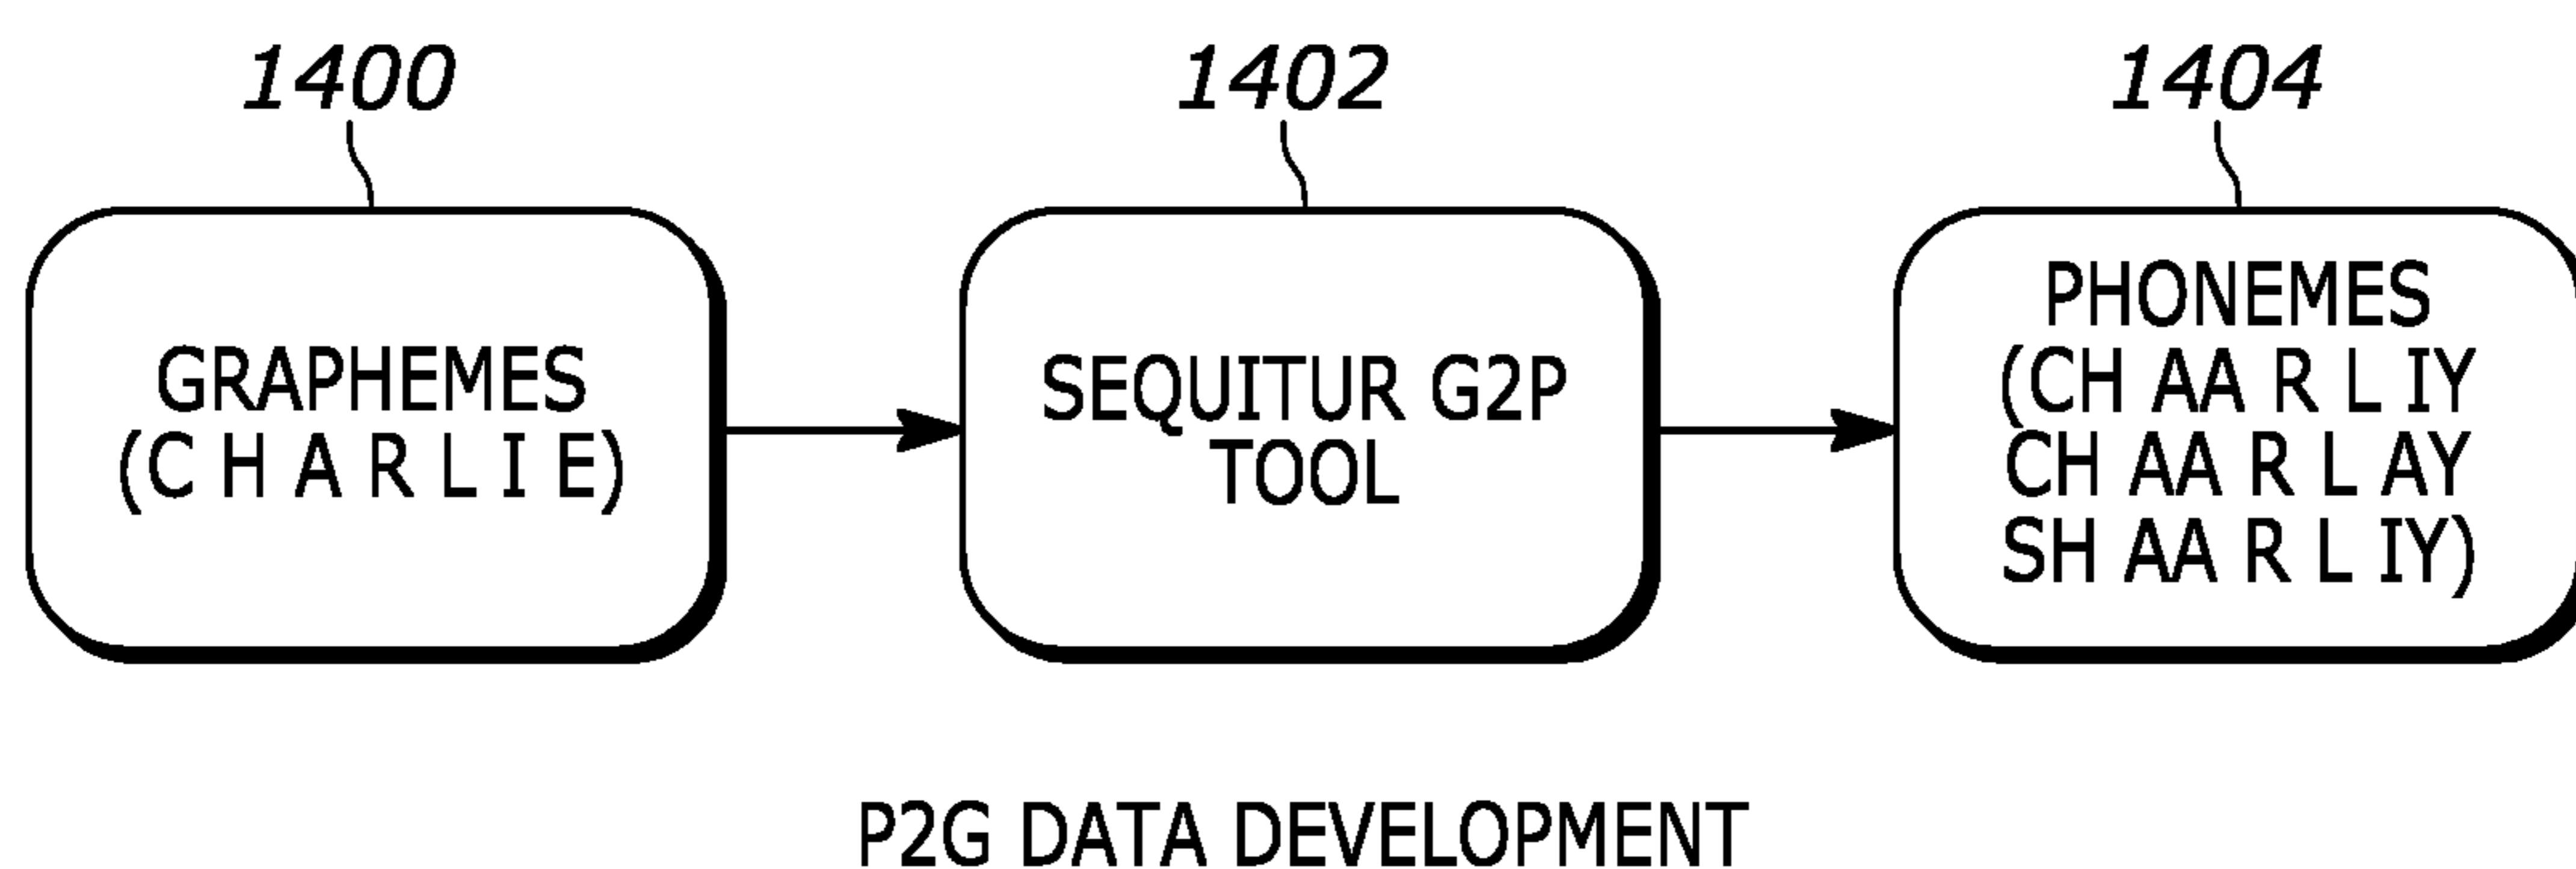 1400
1402
1404
GRAPHEMES
(C H A R L I E)
SEQUITUR G2P
TOOL
PHONEMES
(CH AA R L IY
CH AA R L AY
SH AA R L IY)
P2G DATA DEVELOPMENT